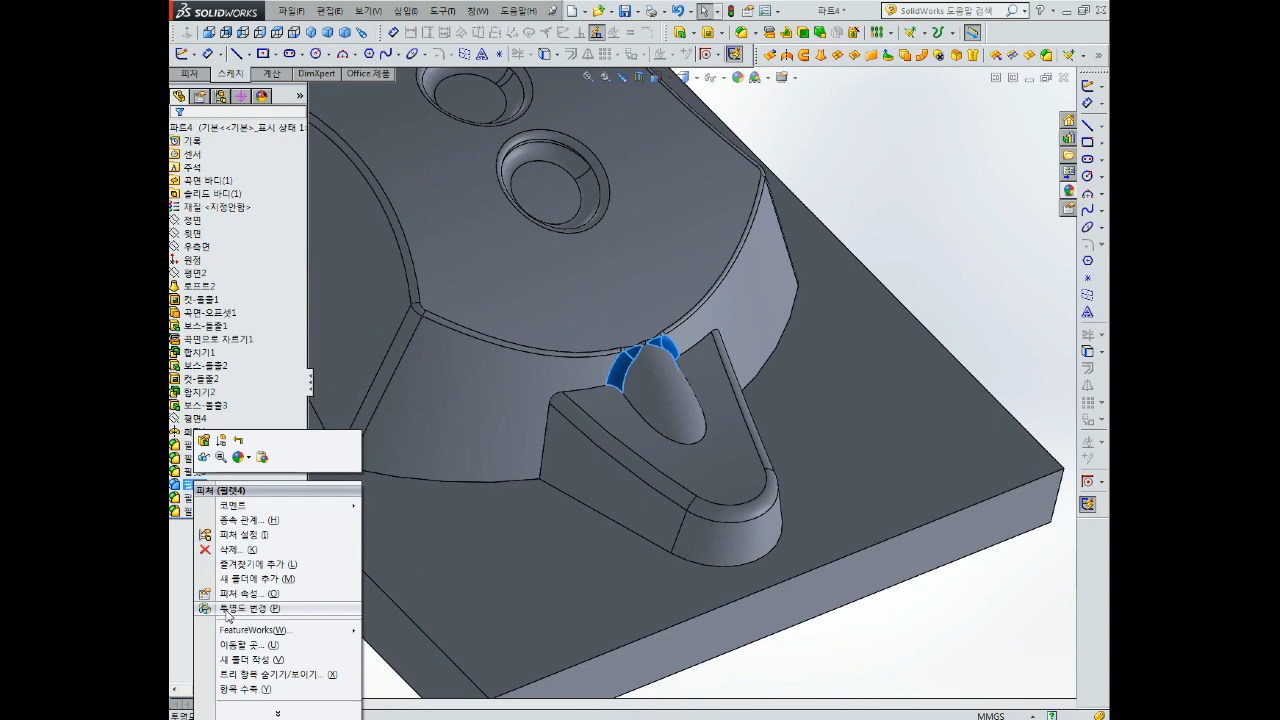 SOLIDWORKS 파일(F) 편집(E) 보기(V) 삽입(I) 도구(T) 창(W) 도움말(H) 파트4 * SolidWorks 도움말 검색
피처 스케치 계산 DimXpert Office 제품
파트4 (기본<<기본>_표시 상태 1>
기록
센서
주석
곡면 바디(1)
솔리드 바디(1)
재질 <지정안함>
정면
윗면
우측면
원점
평면2
로프트2
컷-돌출1
곡면-오프셋1
보스-돌출1
곡면으로 자르기1
합치기1
보스-돌출2
컷-돌출2
합치기2
보스-돌출3
평면4
피처 (필렛4)
코멘트
종속 관계... (H)
피처 설정 (I)
삭제... (K)
즐겨찾기에 추가 (L)
새 폴더에 추가 (M)
피처 속성... (O)
투명도 변경 (P)
FeatureWorks(W)...
이동할 곳... (U)
새 폴더 작성 (V)
트리 항목 숨기기/보이기... (X)
항목 수축 (Y)
MMGS